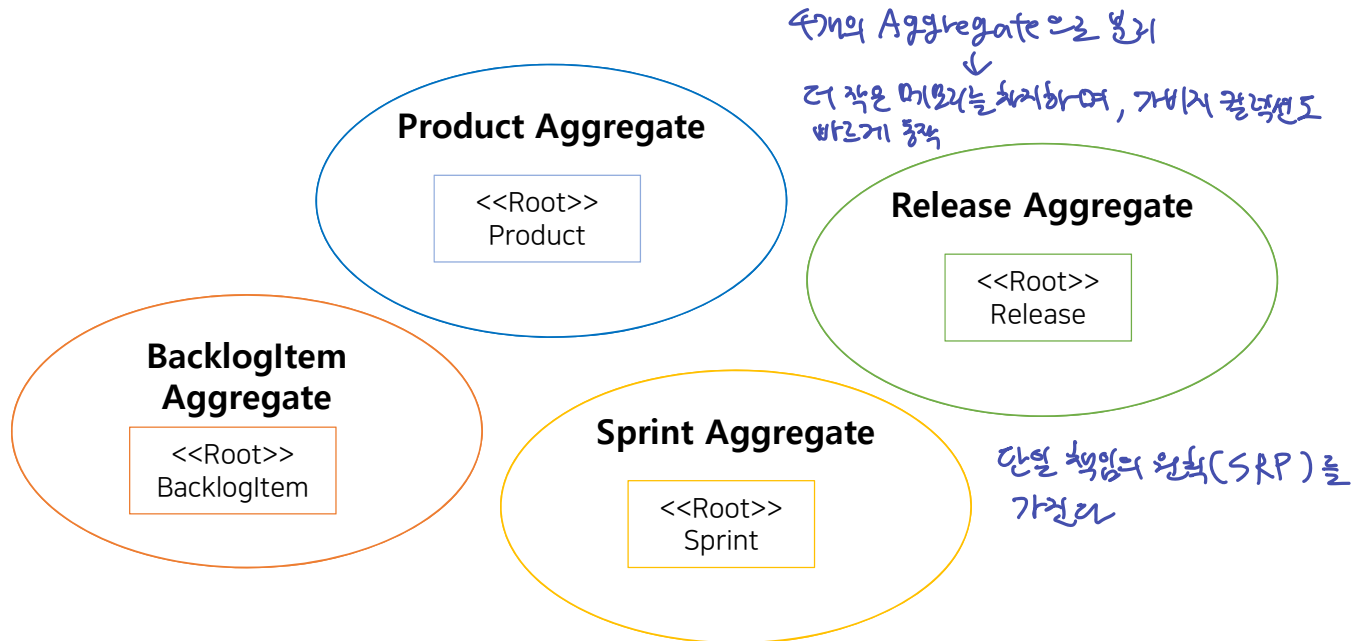 4개의 Aggregate으로 분리
↓
더 작은 메모리를 차지하며, 가비지 컬렉션도
빠르게 동작
Product Aggregate
<<Root>>
Product
Release Aggregate
<<Root>>
Release
BacklogItem
Aggregate
<<Root>>
BacklogItem
Sprint Aggregate
<<Root>>
Sprint
단일 책임의 원칙(SRP)를
가진다